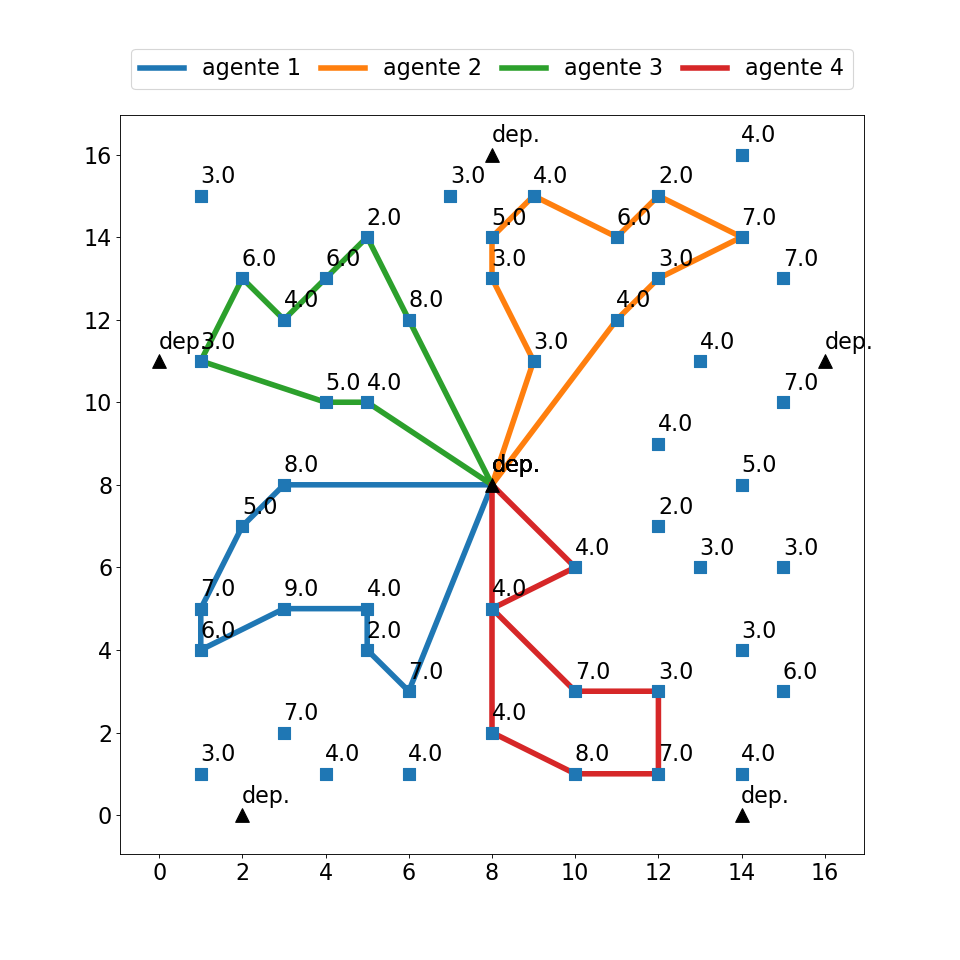 agente 1 agente 2 agente 3 agente 4
dep. 4.0
16
3.0 3.0 4.0 2.0
2.0 5.0 6.0 7.0
14
6.0 6.0 3.0 3.0 7.0
4.0 8.0 4.0
12
dep. 3.0 3.0 4.0 dep.
5.0 4.0 7.0
10
4.0
8.0 dep. dep. 5.0
8
5.0 2.0
4.0 3.0 3.0
6
7.0 9.0 4.0 4.0
6.0 2.0 3.0
4
7.0 7.0 3.0 6.0
7.0 4.0
2
3.0 4.0 4.0 8.0 7.0 4.0
dep. dep.
0
0 2 4 6 8 10 12 14 16